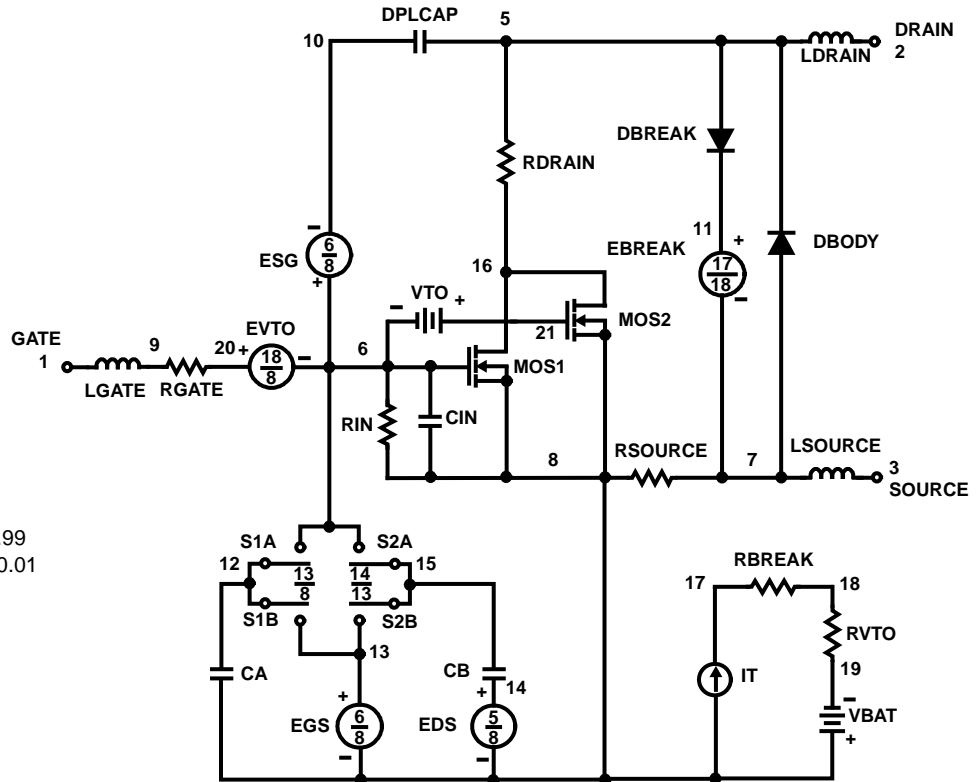 DPLCAP
5
10
DRAIN
2
LDRAIN
DBREAK
RDRAIN
11
+
EBREAK
17
18
-
DBODY
-
ESG
6
8
+
16
-
VTO
+
21
MOS2
GATE
1
9
20
+
EVTO
18
8
-
6
MOS1
LGATE
RGATE
RIN
CIN
8
RSOURCE
7
LSOURCE
3
SOURCE
.99
0.01
S1A
S2A
12
13
8
14
13
15
S1B
S2B
13
CA
CB
+
14
+
EGS
6
8
-
EDS
5
8
-
RBREAK
17
18
RVTO
19
IT
-
VBAT
+